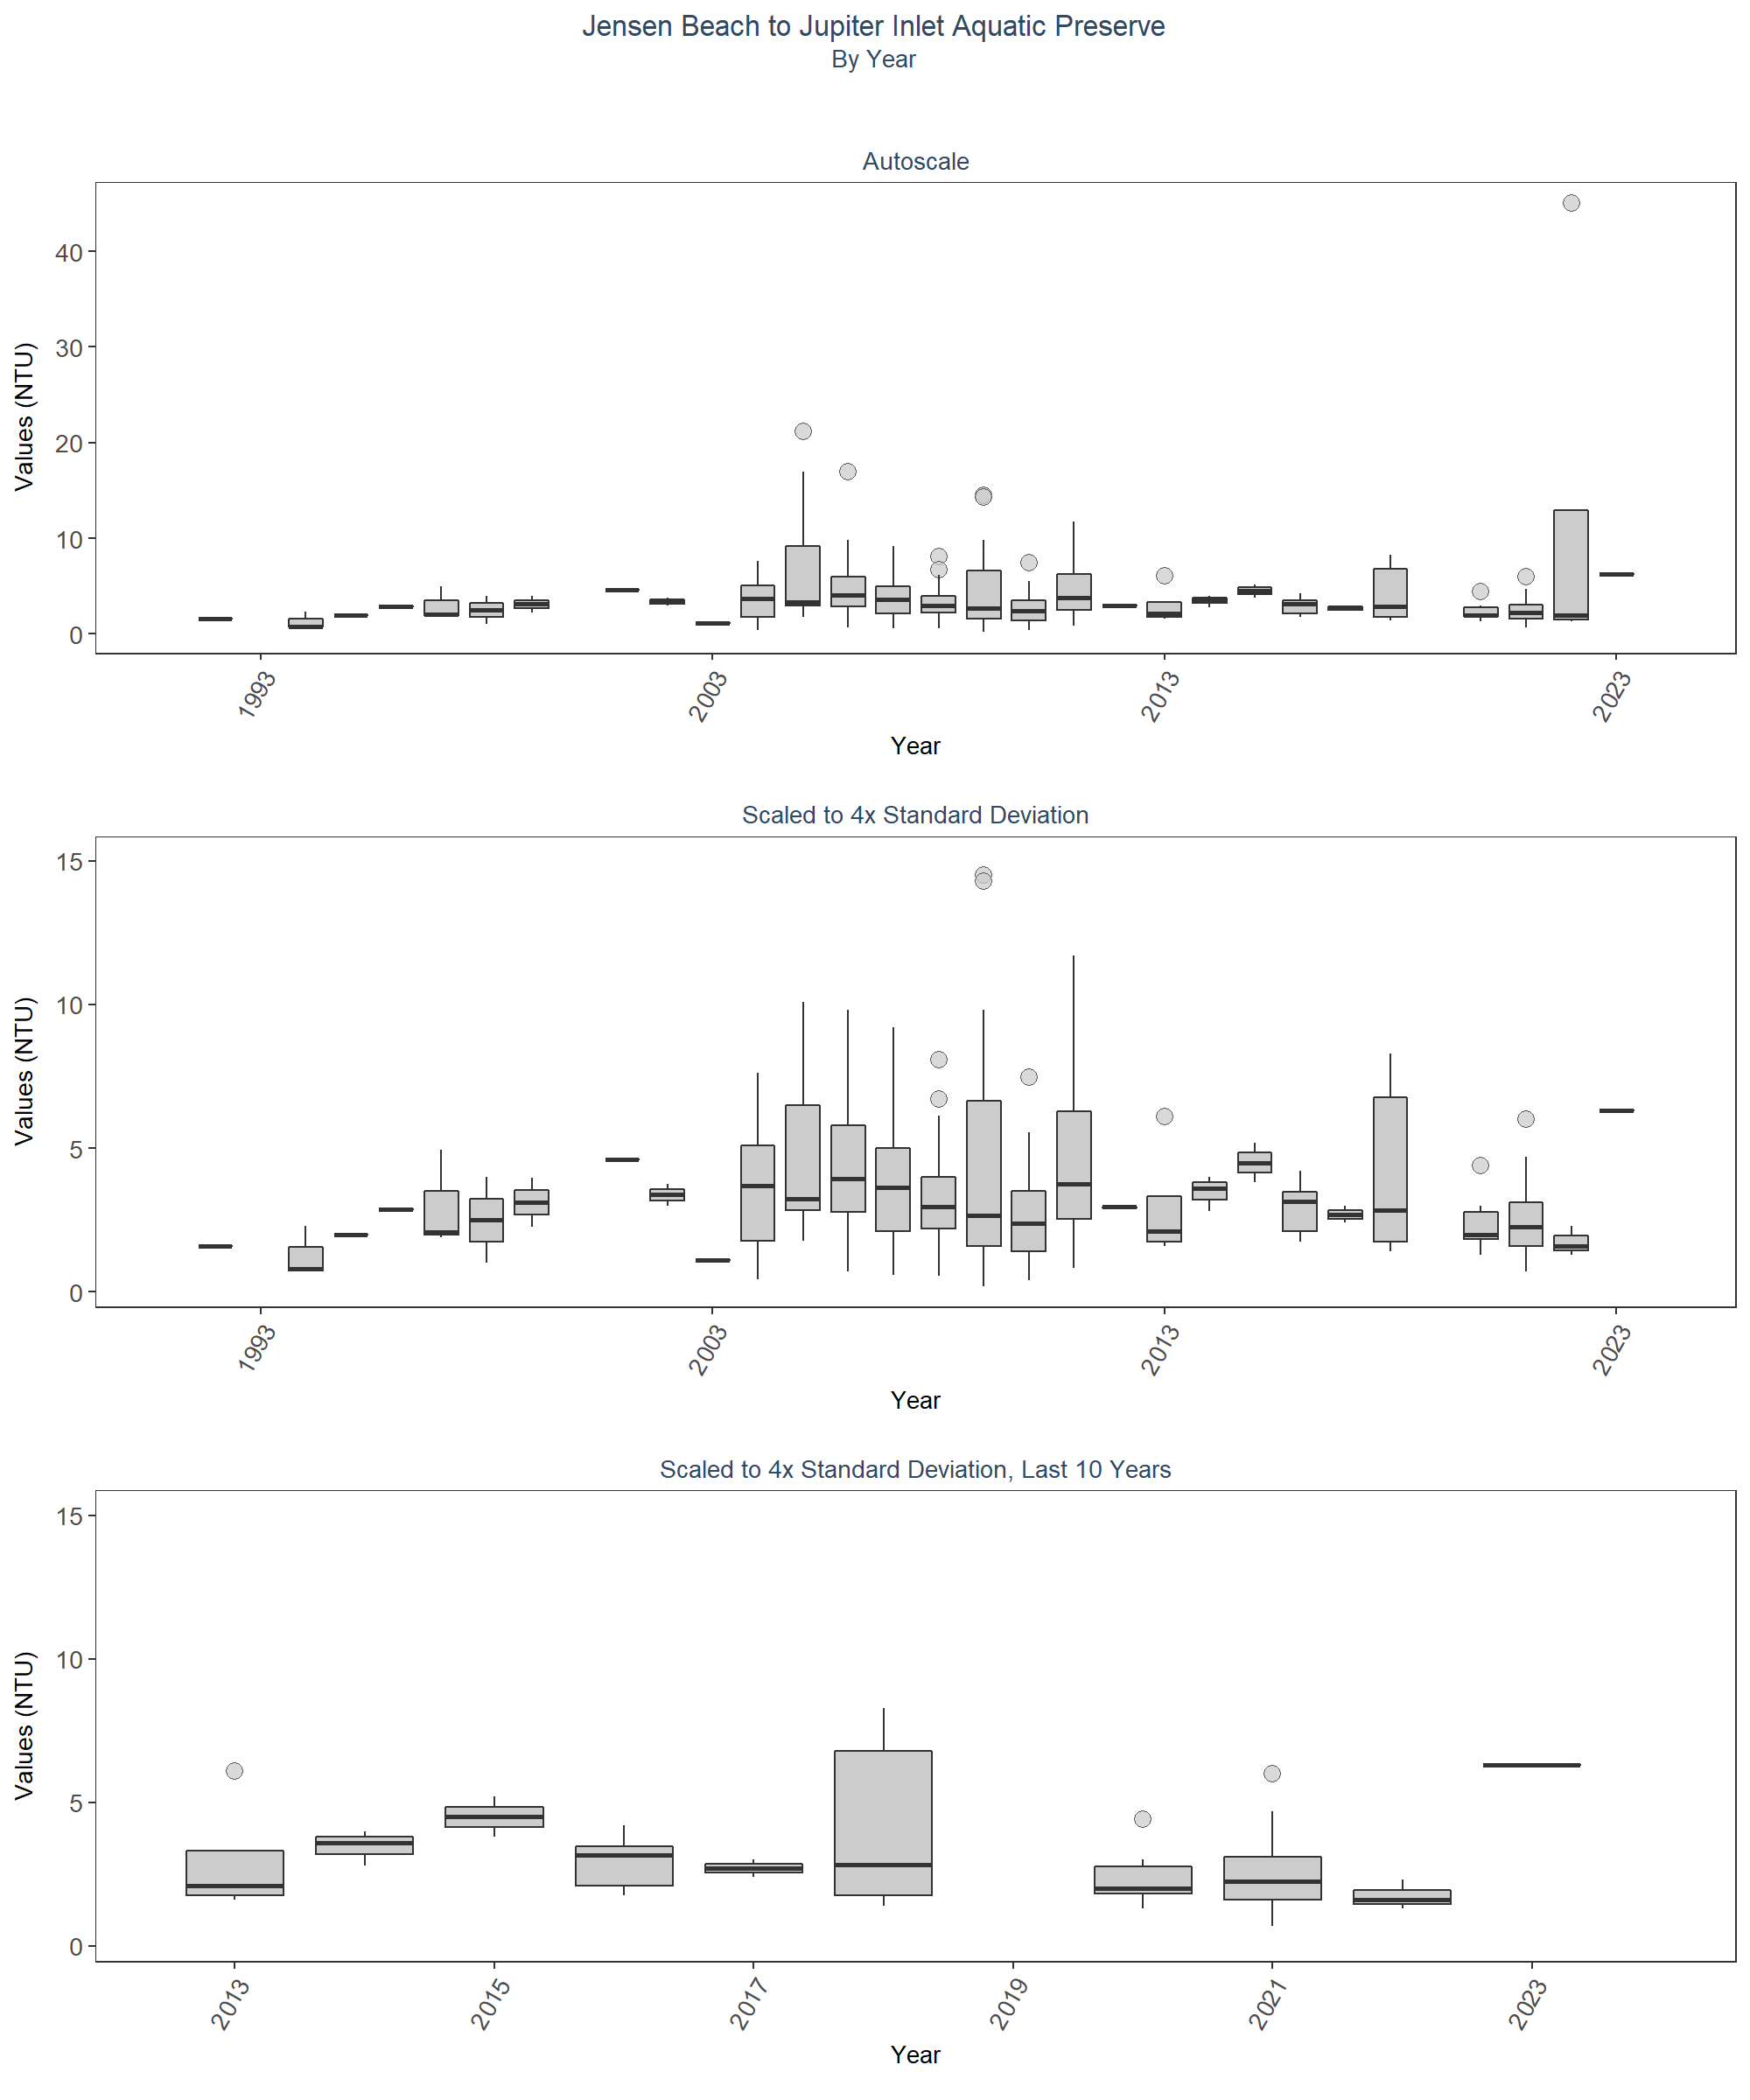 Jensen Beach to Jupiter Inlet Aquatic Preserve
By Year
Autoscale
Values (NTU)
40
30
20
10
0
1993
2003
2013
2023
Year
Scaled to 4x Standard Deviation
Values (NTU)
15
10
5
0
1993
2003
2013
2023
Year
Scaled to 4x Standard Deviation, Last 10 Years
Values (NTU)
15
10
5
0
2013
2015
2017
2019
2021
2023
Year